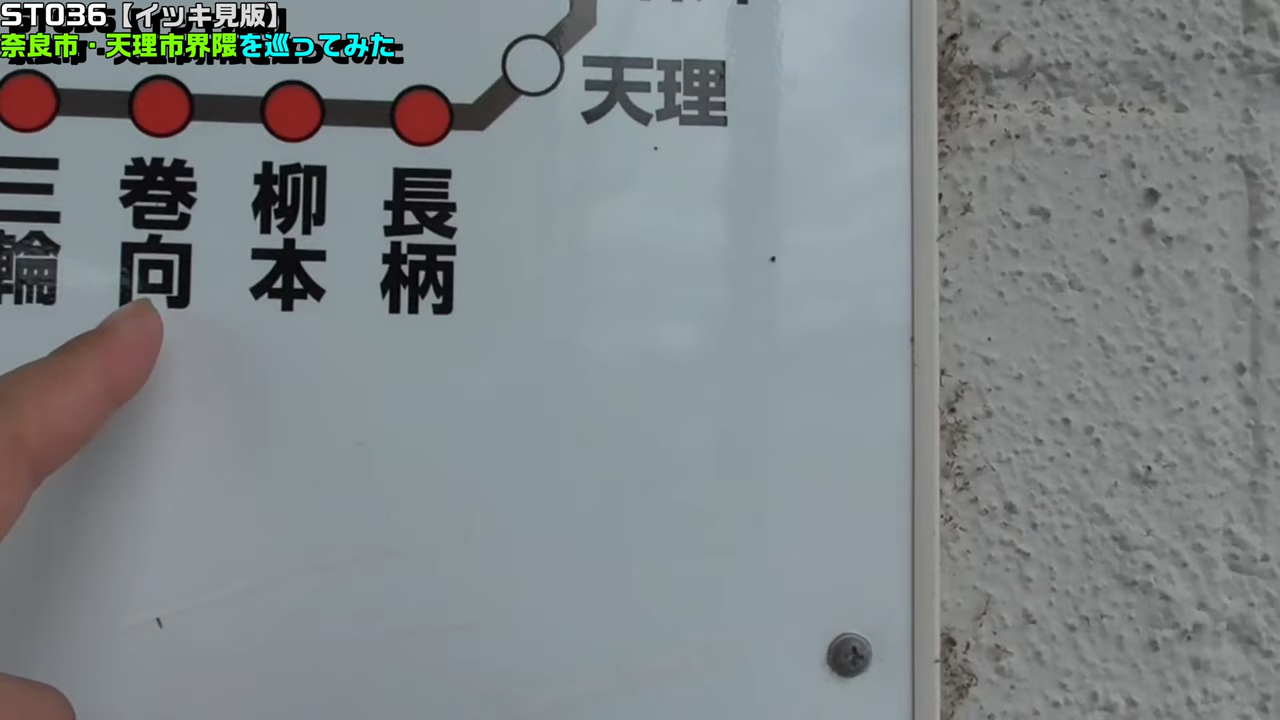 ST036【イッキ見版】
奈良市・天理市界隈を巡ってみた
天理
三輪
巻向
柳本
長柄